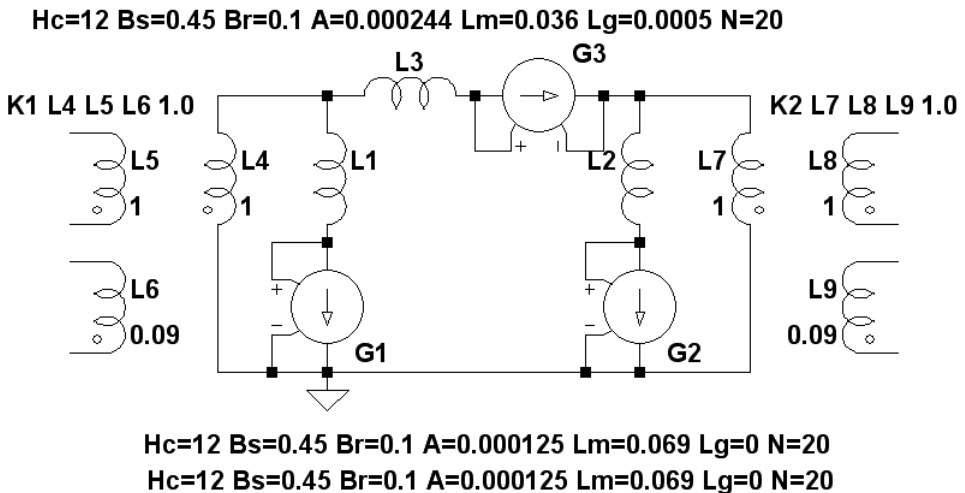 Hc=12 Bs=0.45 Br=0.1 A=0.000244 Lm=0.036 Lg=0.0005 N=20
L3
G3
K1 L4 L5 L6 1.0
K2 L7 L8 L9 1.0
L5
1
L4
1
L1
L2
L7
1
L8
1
+
-
L6
0.09
+
-
G1
+
-
G2
L9
0.09
Hc=12 Bs=0.45 Br=0.1 A=0.000125 Lm=0.069 Lg=0 N=20
Hc=12 Bs=0.45 Br=0.1 A=0.000125 Lm=0.069 Lg=0 N=20